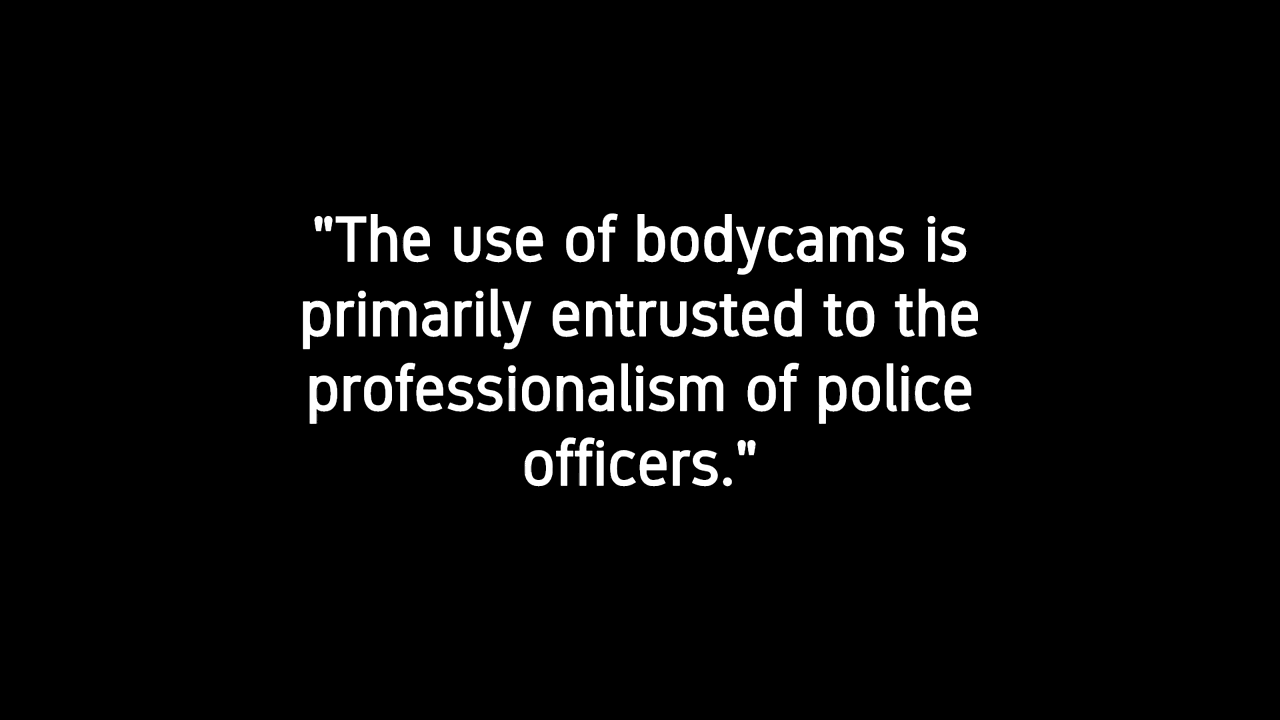 "The use of bodycams is
primarily entrusted to the
professionalism of police
officers."